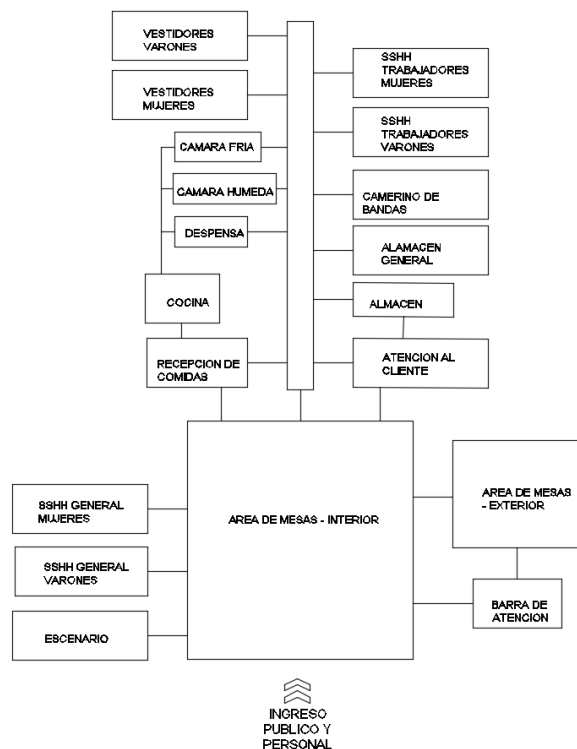 VESTIDORES
VARONES
SSHH
TRABAJADORES
MUJERES
VESTIDORES
MUJERES
SSHH
TRABAJADORES
VARONES
CAMARA FRIA
CAMARA HUMEDA
CAMERINO DE
BANDAS
DESPENSA
ALAMACEN
GENERAL
COCINA
ALMACEN
RECEPCION DE
COMIDAS
ATENCION AL
CLIENTE
SSHH GENERAL
MUJERES
AREA DE MESAS - INTERIOR
AREA DE MESAS
- EXTERIOR
SSHH GENERAL
VARONES
ESCENARIO
BARRA DE
ATENCION
INGRESO
PUBLICO Y
PERSONAL